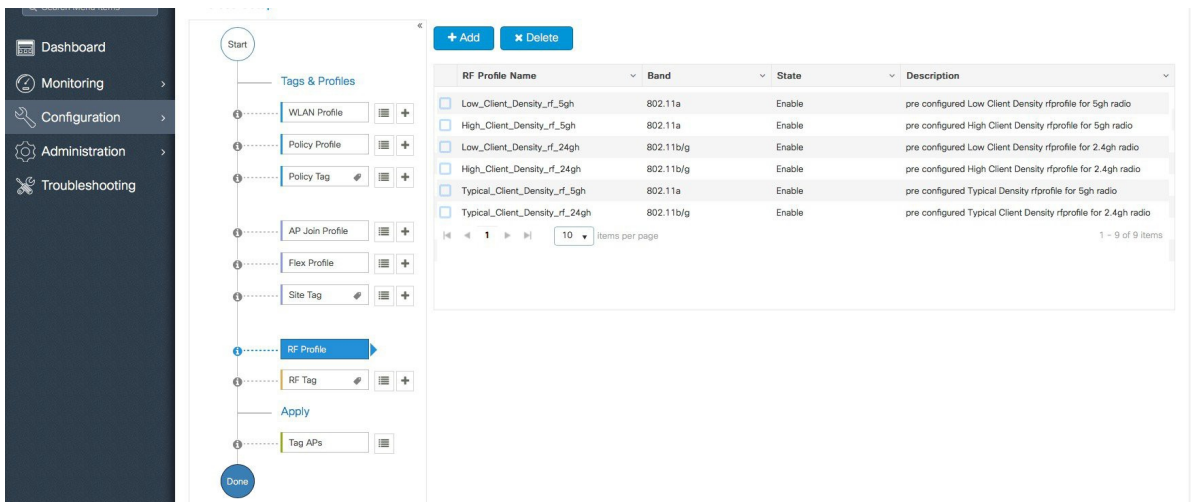 Search Menu Items
Dashboard
Monitoring
Configuration
Administration
Troubleshooting
Start
Tags & Profiles
WLAN Profile
Policy Profile
Policy Tag
AP Join Profile
Flex Profile
Site Tag
RF Profile
RF Tag
Apply
Tag APs
Done
+ Add × Delete
RF Profile Name Band State Description
Low_Client_Density_rf_5gh 802.11a Enable pre configured Low Client Density rfprofile for 5gh radio
High_Client_Density_rf_5gh 802.11a Enable pre configured High Client Density rfprofile for 5gh radio
Low_Client_Density_rf_24gh 802.11b/g Enable pre configured Low Client Density rfprofile for 2.4gh radio
High_Client_Density_rf_24gh 802.11b/g Enable pre configured High Client Density rfprofile for 2.4gh radio
Typical_Client_Density_rf_5gh 802.11a Enable pre configured Typical Density rfprofile for 5gh radio
Typical_Client_Density_rf_24gh 802.11b/g Enable pre configured Typical Client Density rfprofile for 2.4gh radio
1 10 items per page 1 - 9 of 9 items